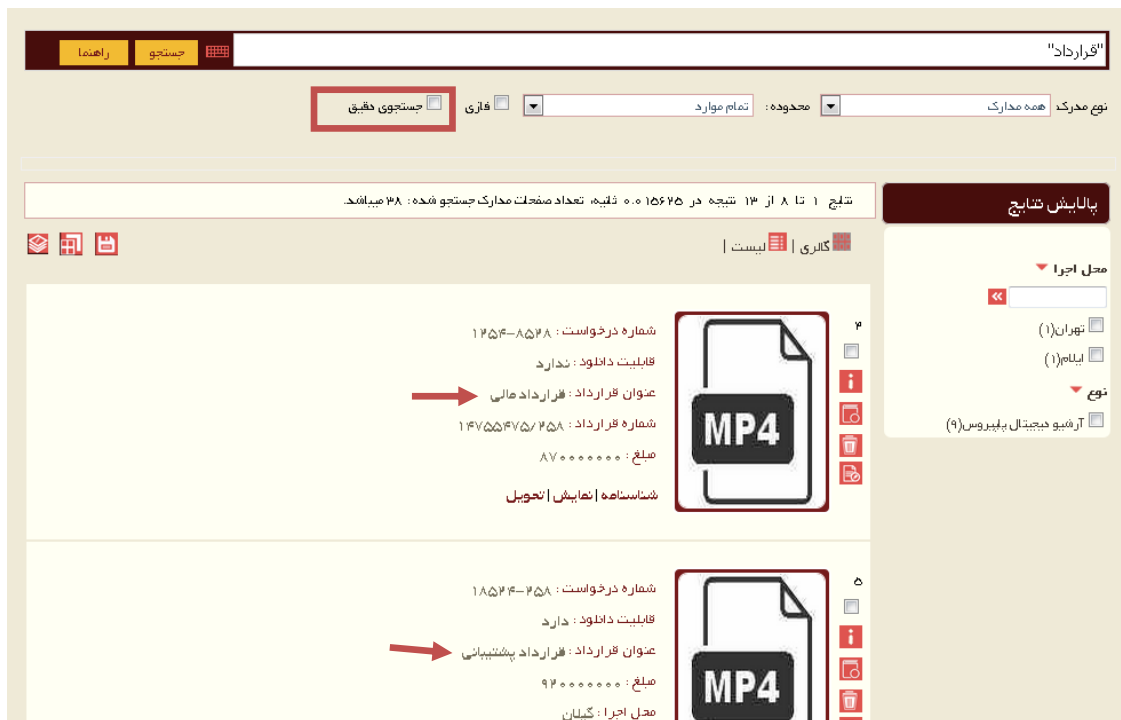 "قرارداد"
جستجو
راهنما
نوع مدرک همه مدارک محدوده: تمام موارد فازی جستجوی دقیق
نتایج ۱ تا ۸ از ۱۳ نتیجه در ۰.۰۱۵۶۲۵ ثانیه، تعداد صفحات مدارک جستجو شده: ۳۸ میباشد.
گالری | لیست |
پالایش نتایج
محل اجرا
تهران(۱)
ایلام(۱)
نوع
آرشیو دیجیتال پاپیروس(۹)
۴
MP4
شماره درخواست: ۸۵۲۸-۱۲۵۴
قابلیت دانلود: ندارد
عنوان قرارداد: قرارداد مالی
شماره قرارداد: ۱۴۷۵۵۴۷۵/۲۵۸
مبلغ: ۸۷۰۰۰۰۰۰۰
شناسنامه | نمایش | تحویل
۵
MP4
شماره درخواست: ۲۵۸-۱۸۵۲۴
قابلیت دانلود: دارد
عنوان قرارداد: قرارداد پشتیبانی
مبلغ: ۹۲۰۰۰۰۰۰۰
محل اجرا: گیلان